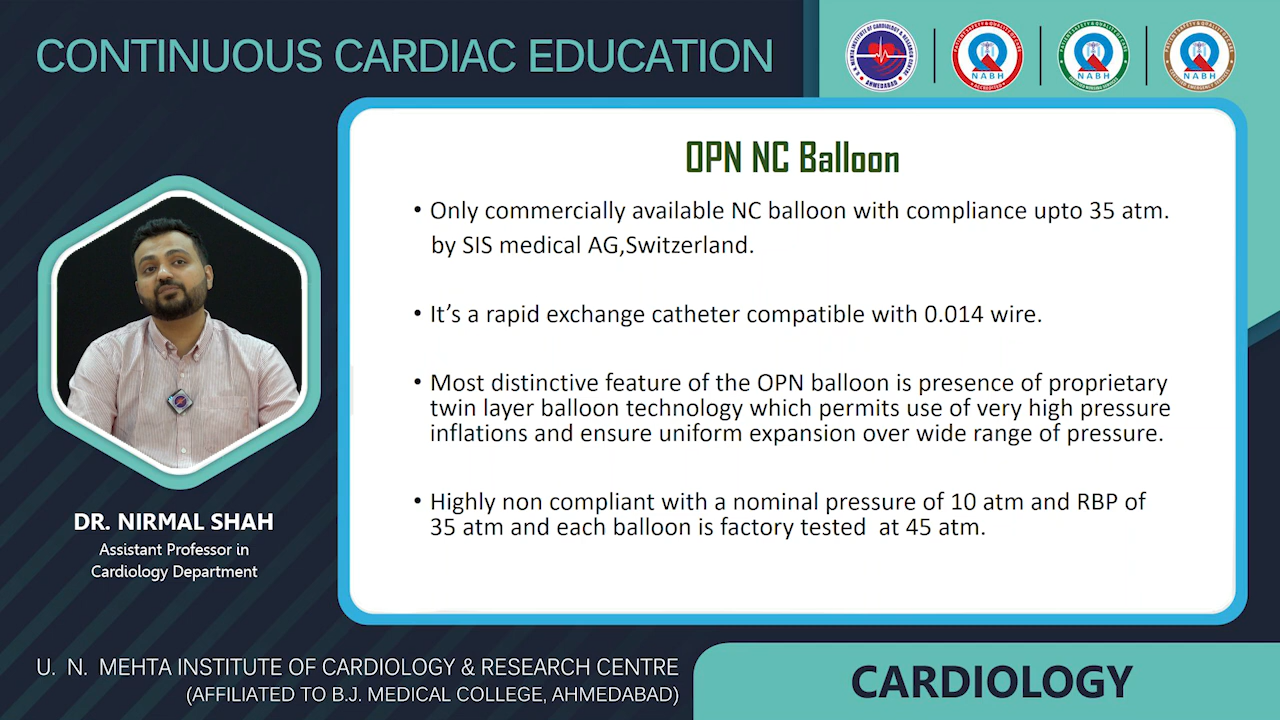 CONTINUOUS CARDIAC EDUCATION
AHMEDABAD
NABH
NABH
NABH
OPN NC Balloon
• Only commercially available NC balloon with compliance upto 35 atm.
by SIS medical AG,Switzerland.
• It's a rapid exchange catheter compatible with 0.014 wire.
• Most distinctive feature of the OPN balloon is presence of proprietary
twin layer balloon technology which permits use of very high pressure
inflations and ensure uniform expansion over wide range of pressure.
• Highly non compliant with a nominal pressure of 10 atm and RBP of
35 atm and each balloon is factory tested at 45 atm.
DR. NIRMAL SHAH
Assistant Professor in
Cardiology Department
U. N. MEHTA INSTITUTE OF CARDIOLOGY & RESEARCH CENTRE
(AFFILIATED TO B.J. MEDICAL COLLEGE, AHMEDABAD)
CARDIOLOGY